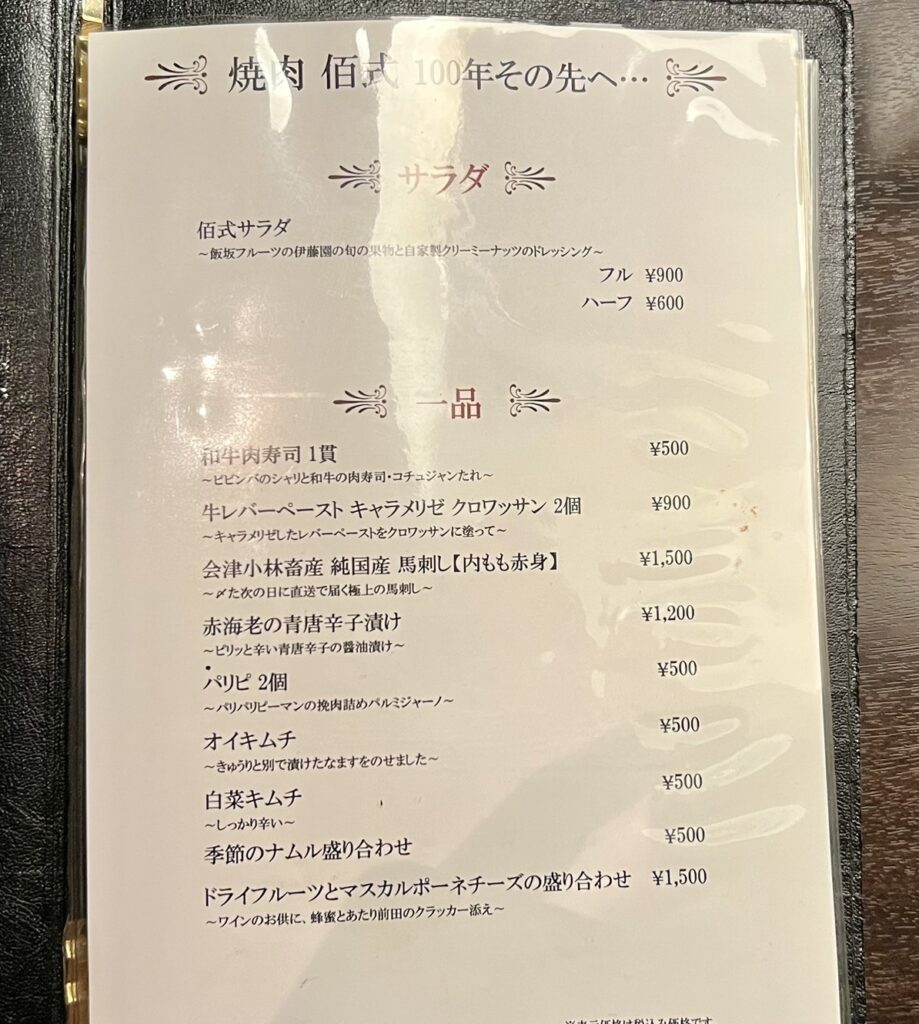 焼肉 佰式 100年その先へ…
サラダ
佰式サラダ
～飯坂フルーツの伊藤園の旬の果物と自家製クリーミーナッツのドレッシング～
フル ¥900
ハーフ ¥600
一品
和牛肉寿司 1貫 ¥500
～ビビンバのシャリと和牛の肉寿司・コチュジャンたれ～
牛レバーペースト キャラメリゼ クロワッサン 2個 ¥900
～キャラメリゼしたレバーペーストをクロワッサンに塗って～
会津小林畜産 純国産 馬刺し【内もも赤身】 ¥1,500
～〆た次の日に直送で届く極上の馬刺し～
赤海老の青唐辛子漬け ¥1,200
～ピリッと辛い青唐辛子の醤油漬け～
パリピ 2個 ¥500
～パリパリピーマンの挽肉詰めパルミジャーノ～
オイキムチ ¥500
～きゅうりと別で漬けたなますをのせました～
白菜キムチ ¥500
～しっかり辛い～
季節のナムル盛り合わせ ¥500
ドライフルーツとマスカルポーネチーズの盛り合わせ ¥1,500
～ワインのお供に、蜂蜜とあたり前田のクラッカー添え～
※表示価格は税込み価格です